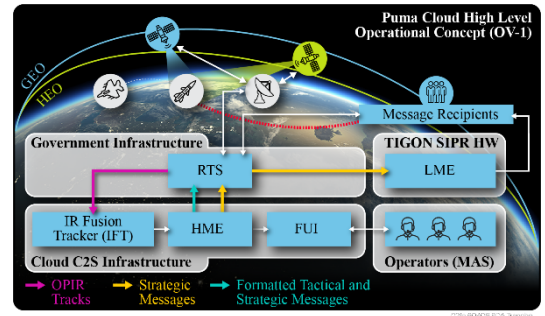 Puma Cloud High Level
Operational Concept (OV-1)
GEO
HEO
Message Recipients
Government Infrastructure
TIGON SIPR HW
RTS
LME
IR Fusion
Tracker (IFT)
HME
FUI
Cloud C2S Infrastructure
Operators (MAS)
OPIR
Tracks
Strategic
Messages
Formatted Tactical and
Strategic Messages